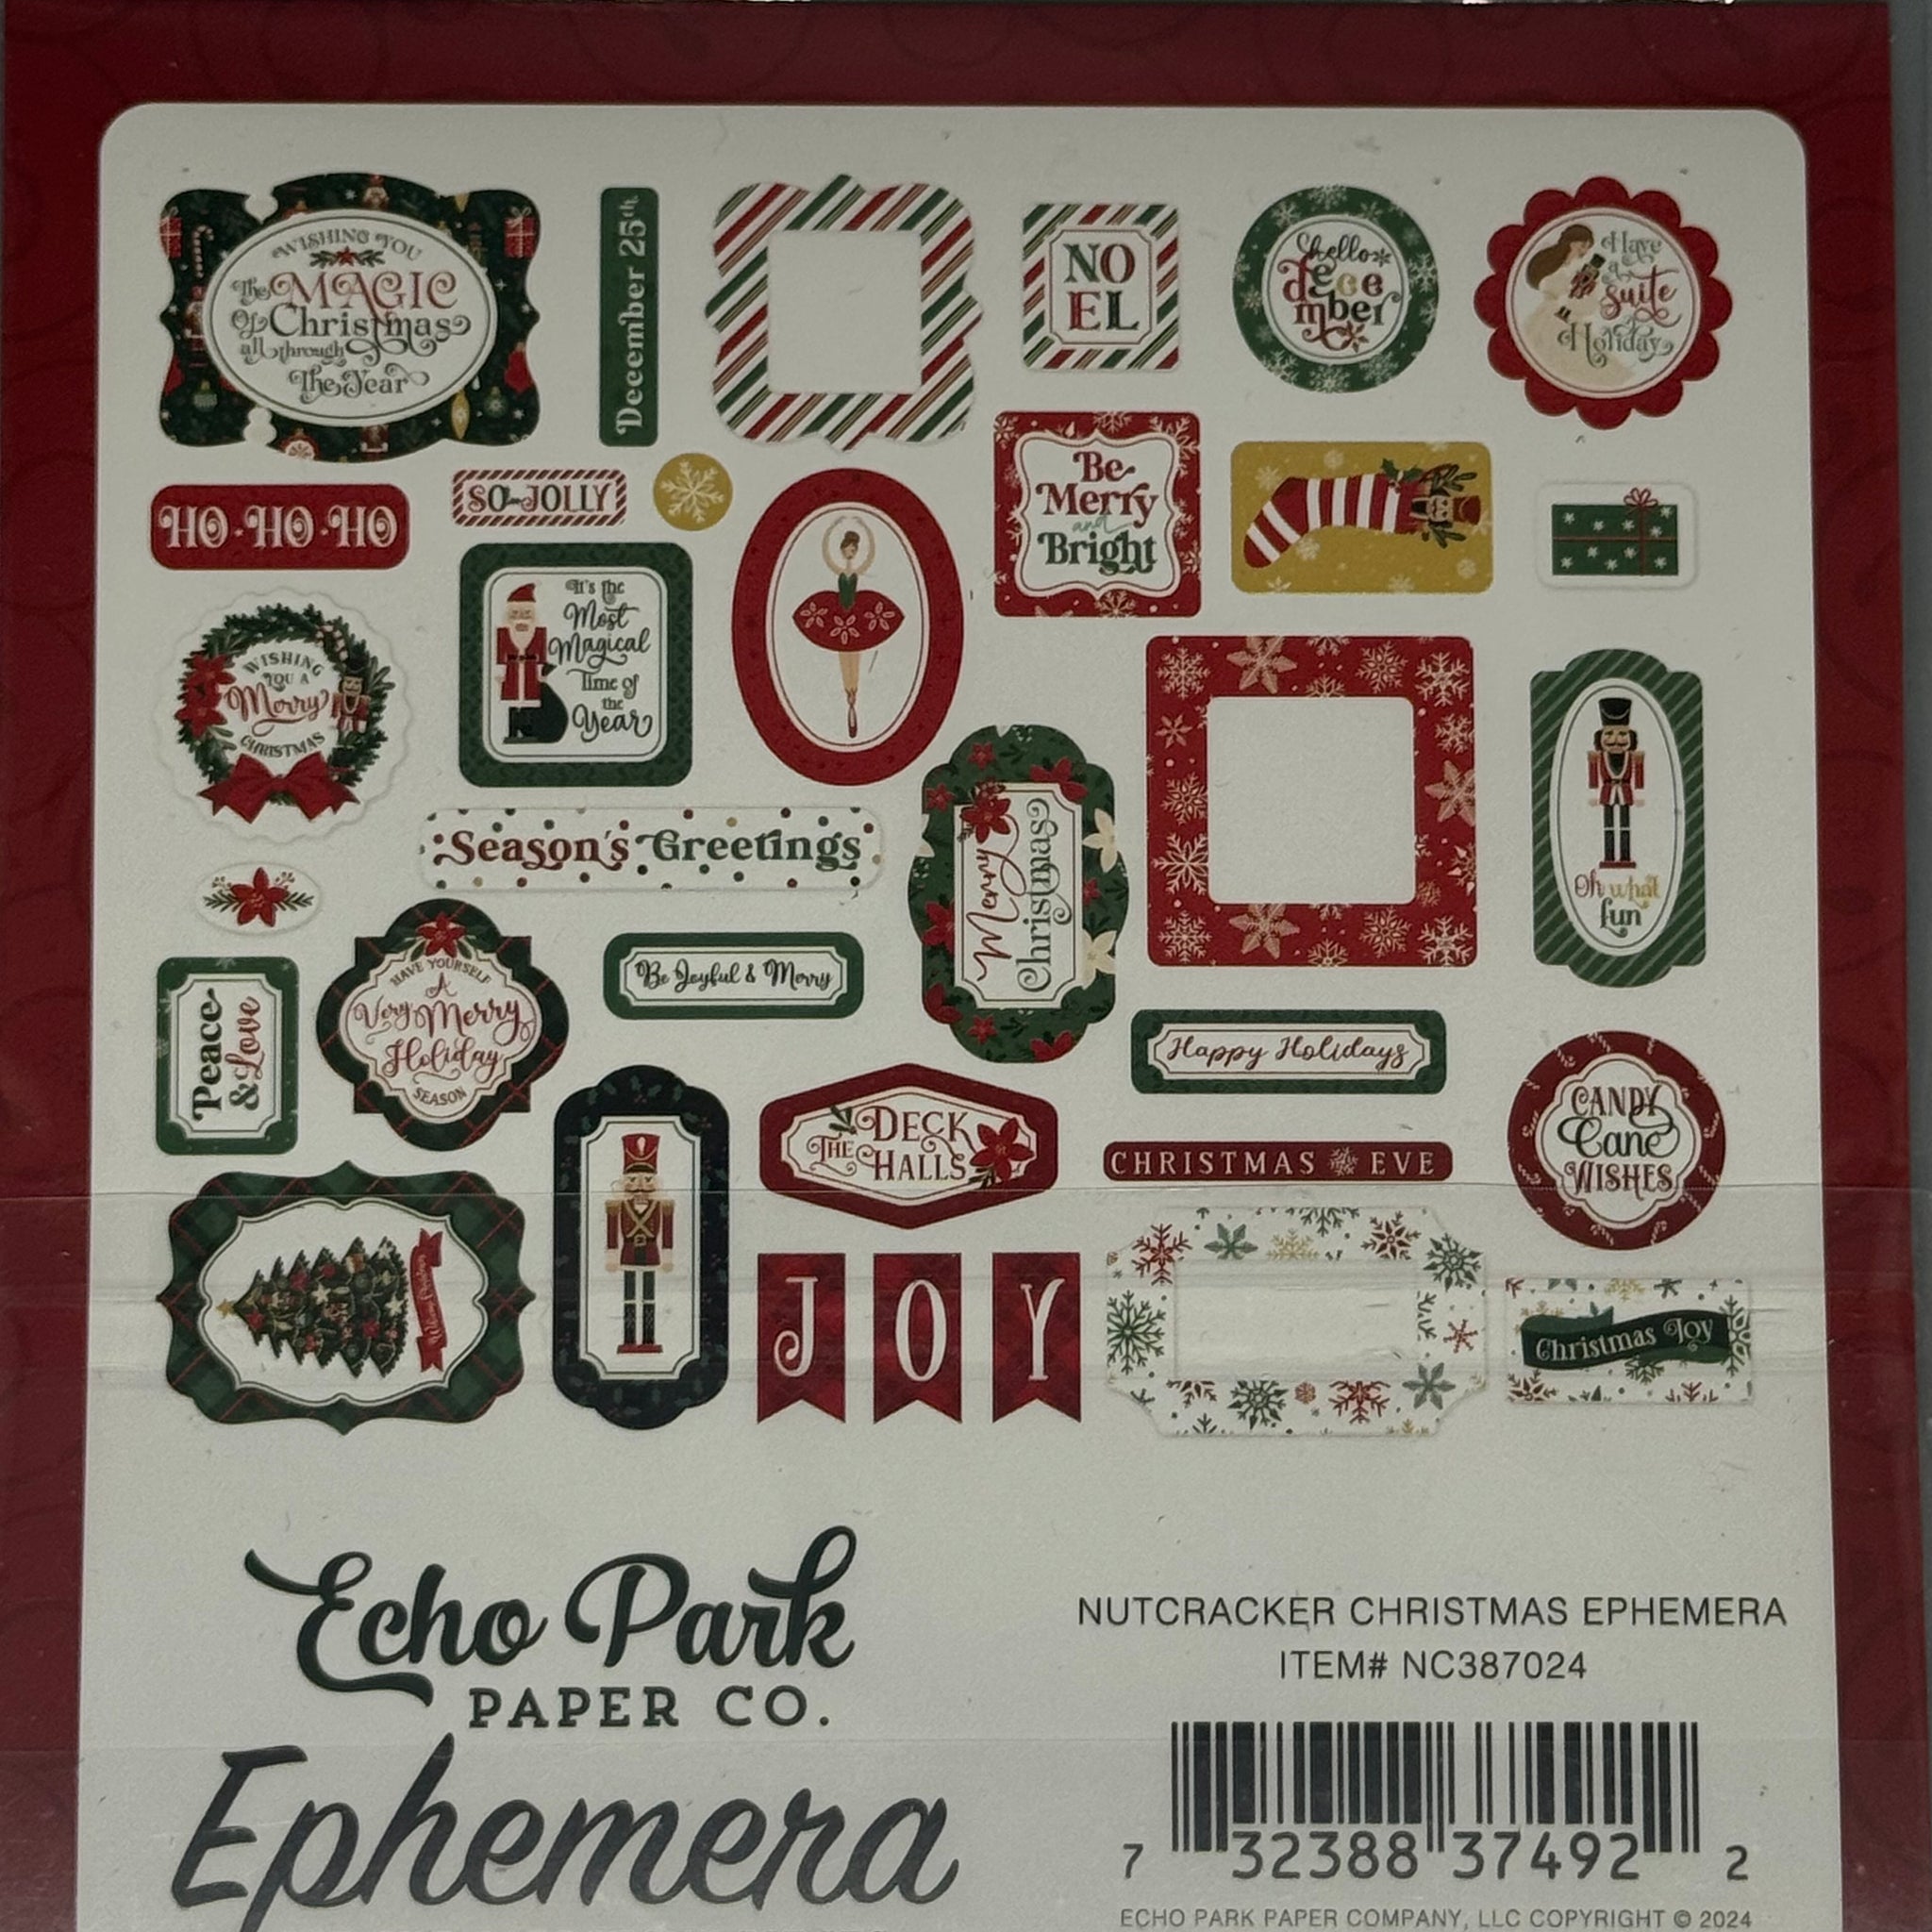 WISHING YOU
The MAGIC
Of Christmas
all through
The Year
December 25th
NO
EL
hello
dece
mber
Have
a
suite
Holiday
HO·HO·HO
SO JOLLY
Be
Merry
and
Bright
WISHING
YOU A
Merry
CHRISTMAS
It's the
Most
Magical
Time of
the
Year
Season's Greetings
Merry
Christmas
Oh what
fun
Peace
& Love
HAVE YOURSELF
A
Very Merry
Holiday
SEASON
Be Joyful & Merry
Happy Holidays
CANDY
Cane
WISHES
DECK
THE HALLS
CHRISTMAS EVE
J O Y
Christmas Joy
Echo Park
PAPER CO.
Ephemera
NUTCRACKER CHRISTMAS EPHEMERA
ITEM# NC387024
7 32388 37492 2
ECHO PARK PAPER COMPANY, LLC COPYRIGHT © 2024